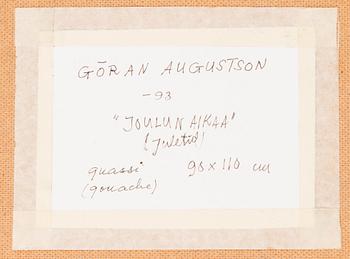 GÖRAN AUGUSTSON
-93
"JOULUN AIKAA"
(juletid)
guassi 98 x 110 cm
(gouache)